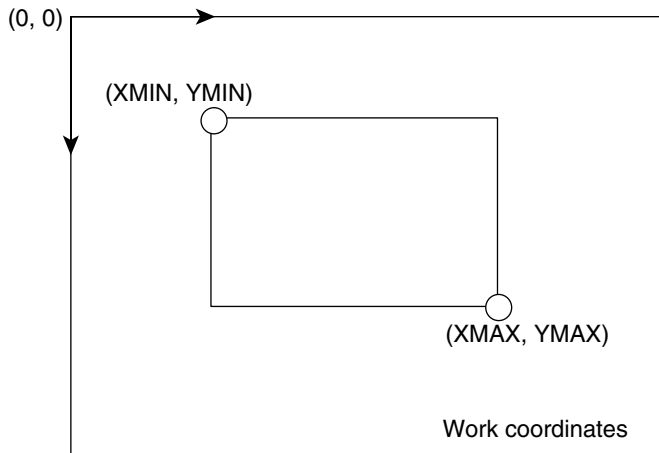 (0, 0)
(XMIN, YMIN)
(XMAX, YMAX)
Work coordinates